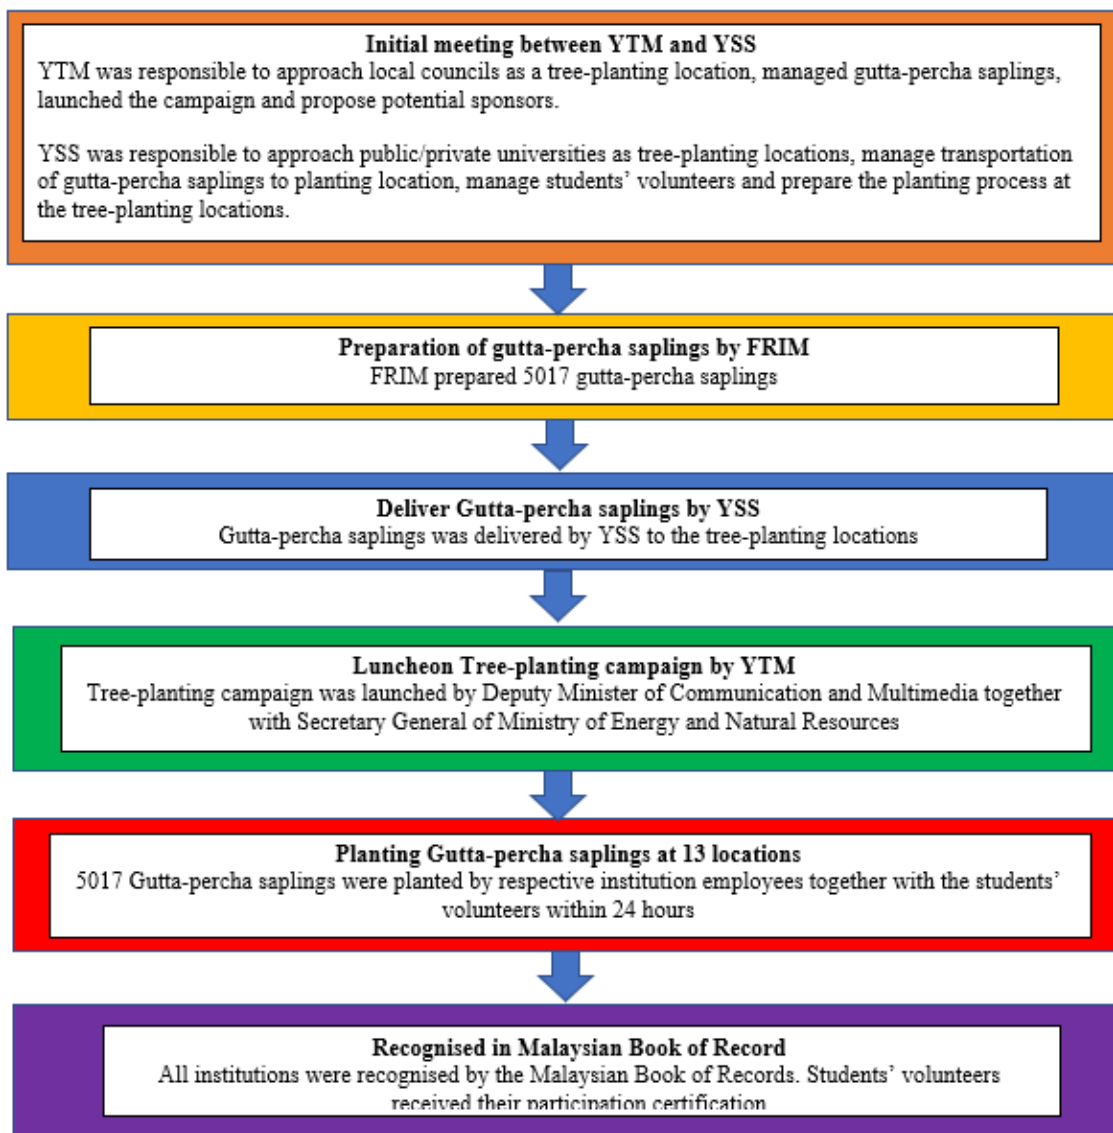 Initial meeting between YTM and YSS
YTM was responsible to approach local councils as a tree-planting location, managed gutta-percha saplings,
launched the campaign and propose potential sponsors.
YSS was responsible to approach public/private universities as tree-planting locations, manage transportation
of gutta-percha saplings to planting location, manage students’ volunteers and prepare the planting process at
the tree-planting locations.
Preparation of gutta-percha saplings by FRIM
FRIM prepared 5017 gutta-percha saplings
Deliver Gutta-percha saplings by YSS
Gutta-percha saplings was delivered by YSS to the tree-planting locations
Luncheon Tree-planting campaign by YTM
Tree-planting campaign was launched by Deputy Minister of Communication and Multimedia together
with Secretary General of Ministry of Energy and Natural Resources
Planting Gutta-percha saplings at 13 locations
5017 Gutta-percha saplings were planted by respective institution employees together with the students’
volunteers within 24 hours
Recognised in Malaysian Book of Record
All institutions were recognised by the Malaysian Book of Records. Students’ volunteers
received their participation certification